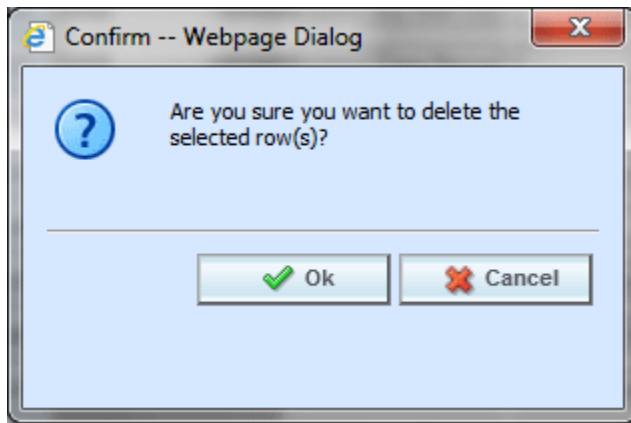 Confirm -- Webpage Dialog
Are you sure you want to delete the
selected row(s)?
Ok
Cancel